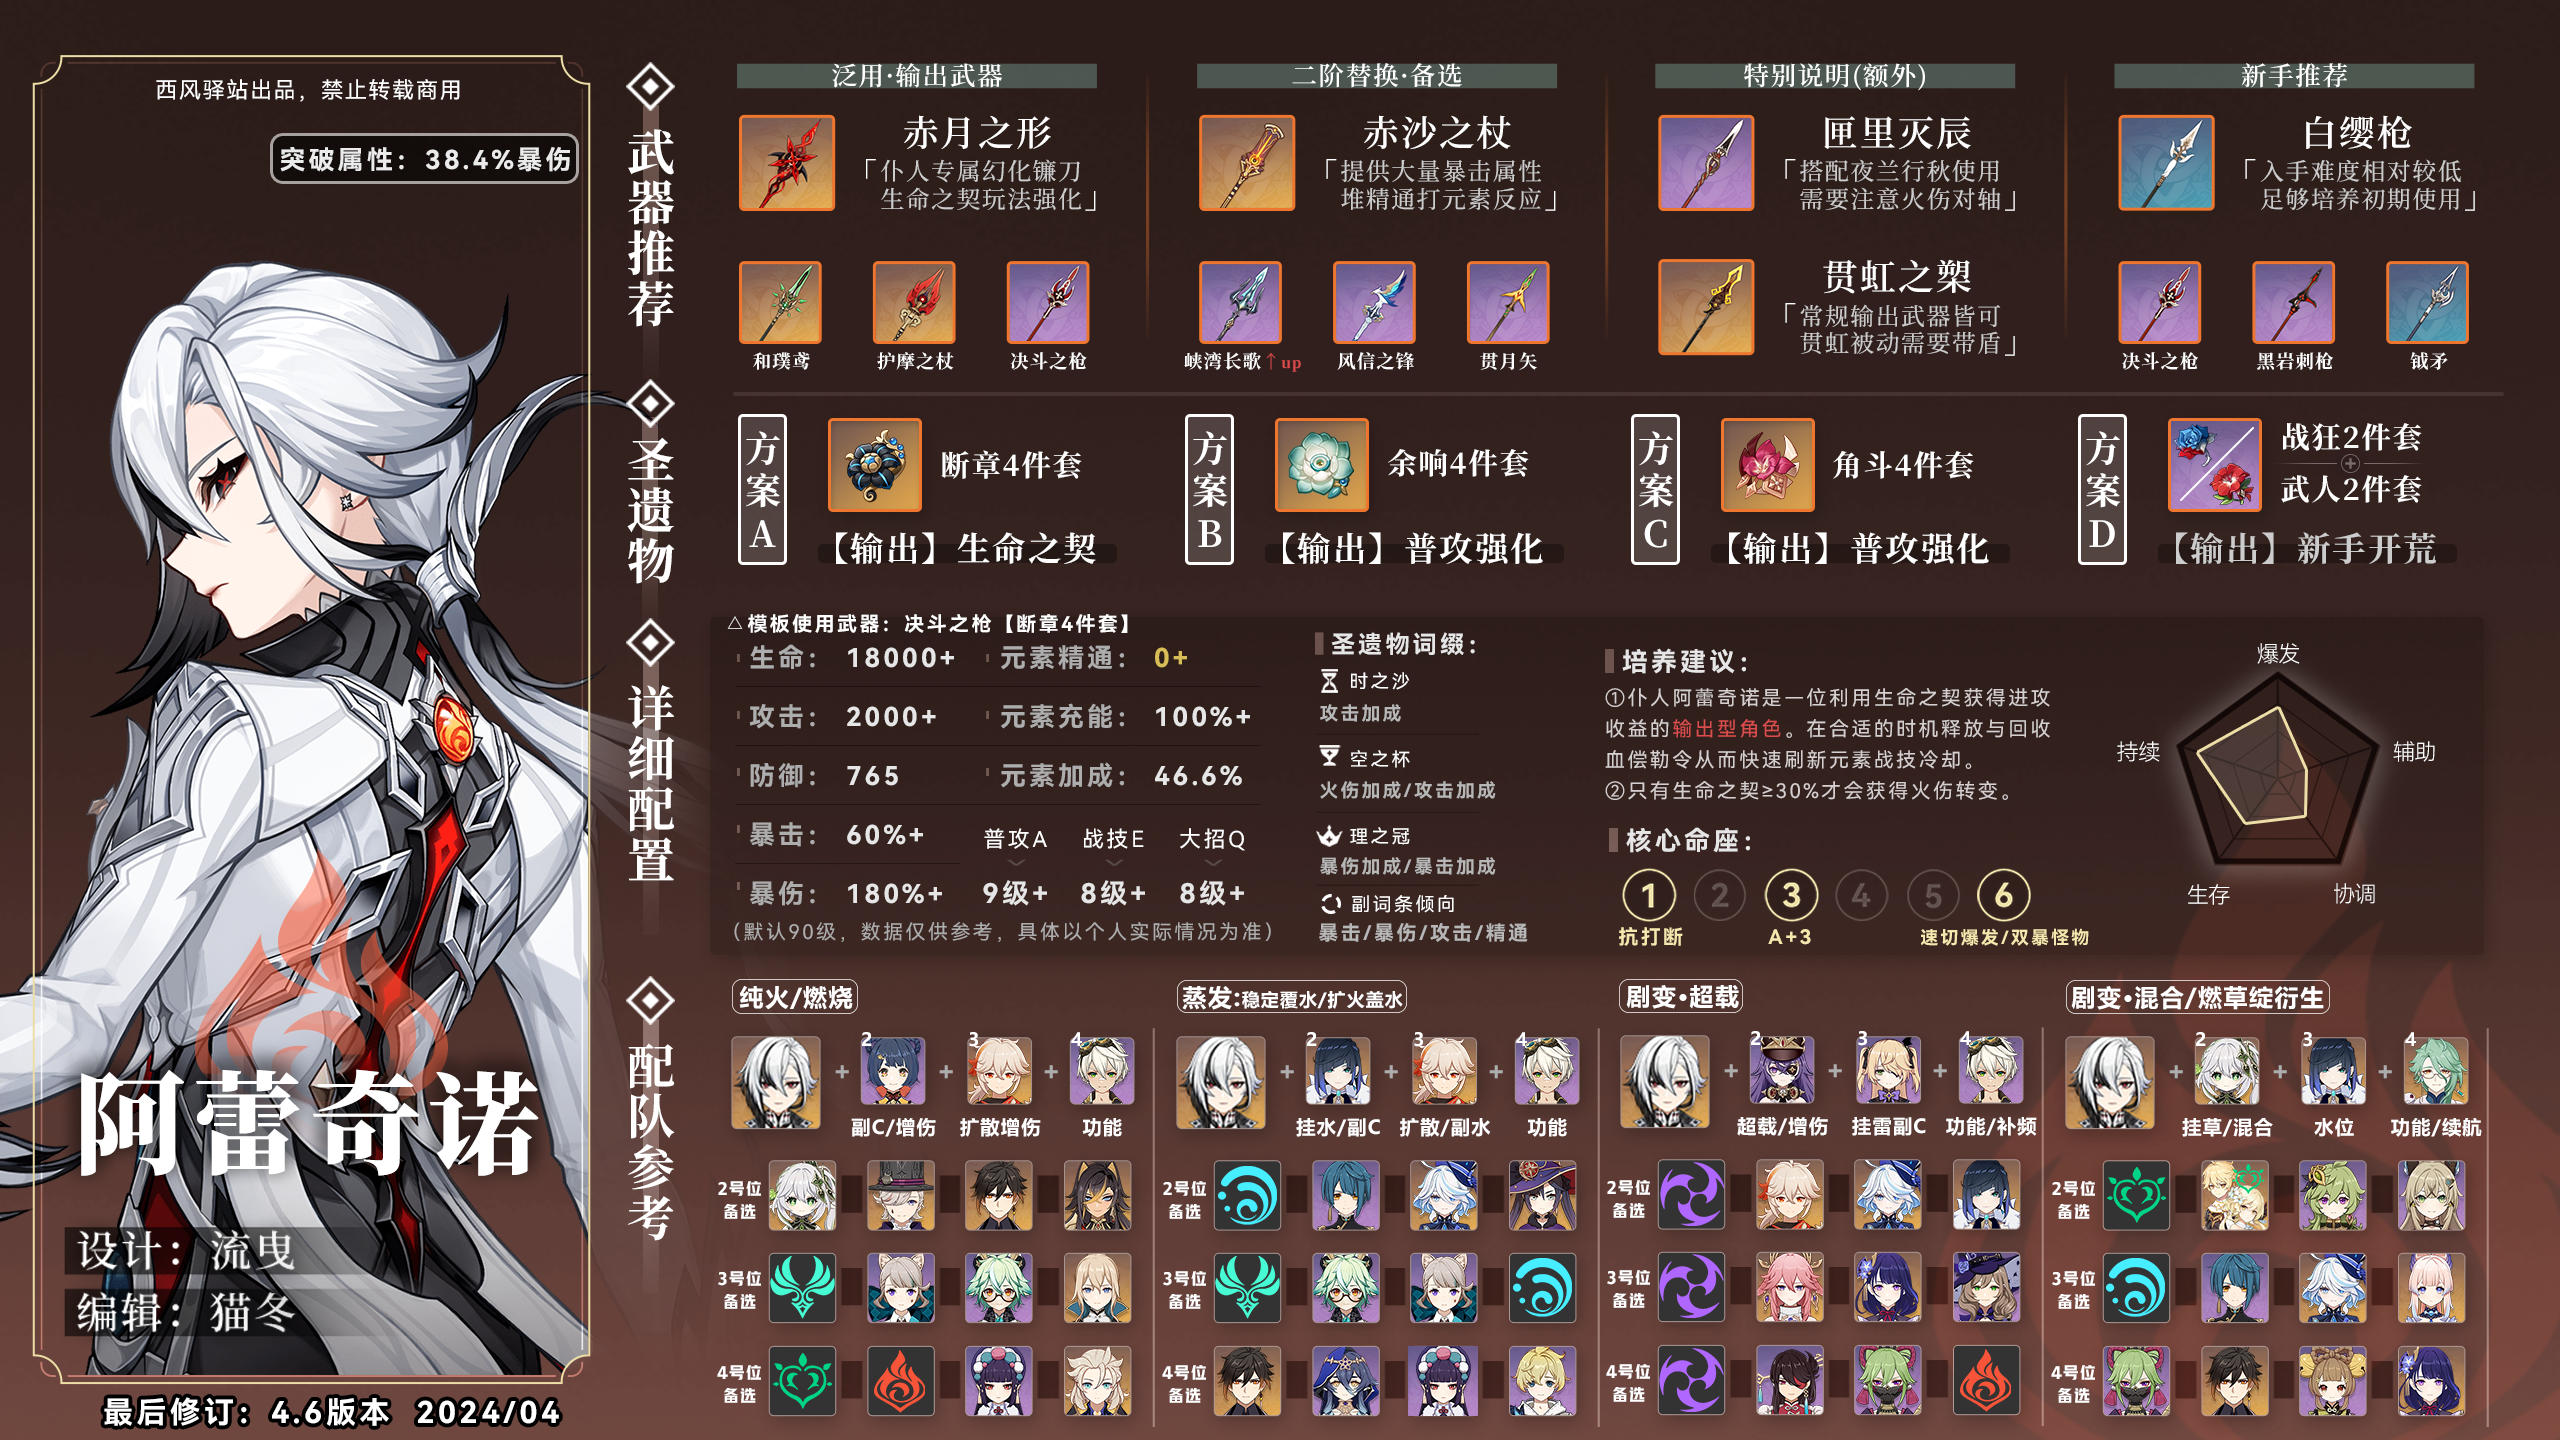 西风驿站出品，禁止转载商用
突破属性：38.4%暴伤
阿蕾奇诺
设计：流曳
编辑：猫冬
最后修订：4.6版本 2024/04
武器推荐
泛用·输出武器
赤月之形
「仆人专属幻化镰刀
生命之契玩法强化」
和璞鸢
护摩之杖
决斗之枪
二阶替换·备选
赤沙之杖
「提供大量暴击属性
堆精通打元素反应」
峡湾长歌↑up
风信之锋
贯月矢
特别说明(额外)
匣里灭辰
「搭配夜兰行秋使用
需要注意火伤对轴」
贯虹之槊
「常规输出武器皆可
贯虹被动需要带盾」
新手推荐
白缨枪
「入手难度相对较低
足够培养初期使用」
决斗之枪
黑岩刺枪
钺矛
圣遗物
方案A
断章4件套
【输出】生命之契
方案B
余响4件套
【输出】普攻强化
方案C
角斗4件套
【输出】普攻强化
方案D
战狂2件套
武人2件套
【输出】新手开荒
详细配置
△模板使用武器：决斗之枪【断章4件套】
生命： 18000+ 元素精通： 0+
攻击： 2000+ 元素充能： 100%+
防御： 765 元素加成： 46.6%
暴击： 60%+ 普攻A 战技E 大招Q
暴伤： 180%+ 9级+ 8级+ 8级+
(默认90级，数据仅供参考，具体以个人实际情况为准)
圣遗物词缀：
时之沙
攻击加成
空之杯
火伤加成/攻击加成
理之冠
暴伤加成/暴击加成
副词条倾向
暴击/暴伤/攻击/精通
培养建议：
①仆人阿蕾奇诺是一位利用生命之契获得进攻
收益的输出型角色。在合适的时机释放与回收
血偿勒令从而快速刷新元素战技冷却。
②只有生命之契≥30%才会获得火伤转变。
核心命座：
1 2 3 4 5 6
抗打断 A+3 速切爆发/双暴怪物
爆发
持续
辅助
生存
协调
配队参考
纯火/燃烧
+ 2 + 3 + 4
副C/增伤 扩散增伤 功能
2号位
备选
3号位
备选
4号位
备选
蒸发:稳定覆水/扩火盖水
+ 2 + 3 + 4
挂水/副C 扩散/副水 功能
2号位
备选
3号位
备选
4号位
备选
剧变·超载
+ 2 + 3 + 4
超载/增伤 挂雷副C 功能/补频
2号位
备选
3号位
备选
4号位
备选
剧变·混合/燃草绽衍生
+ 2 + 3 + 4
挂草/混合 水位 功能/续航
2号位
备选
3号位
备选
4号位
备选